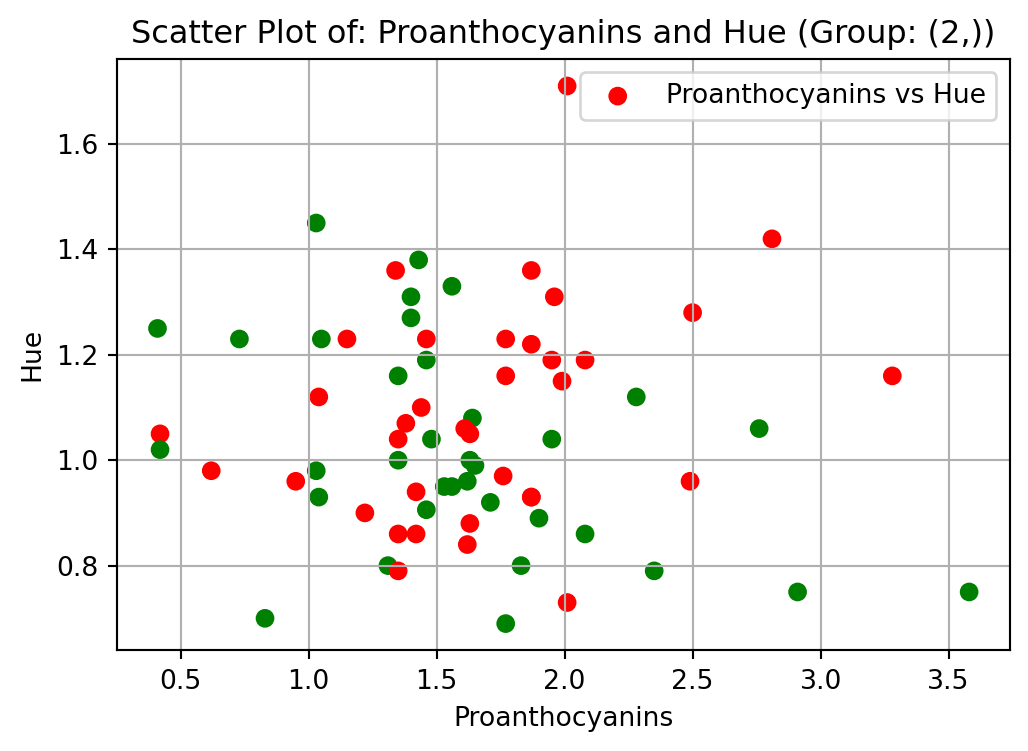 Scatter Plot of: Proanthocyanins and Hue (Group: (2,))
Proanthocyanins vs Hue
1.6
1.4
1.2
1.0
0.8
Hue
0.5 1.0 1.5 2.0 2.5 3.0 3.5
Proanthocyanins